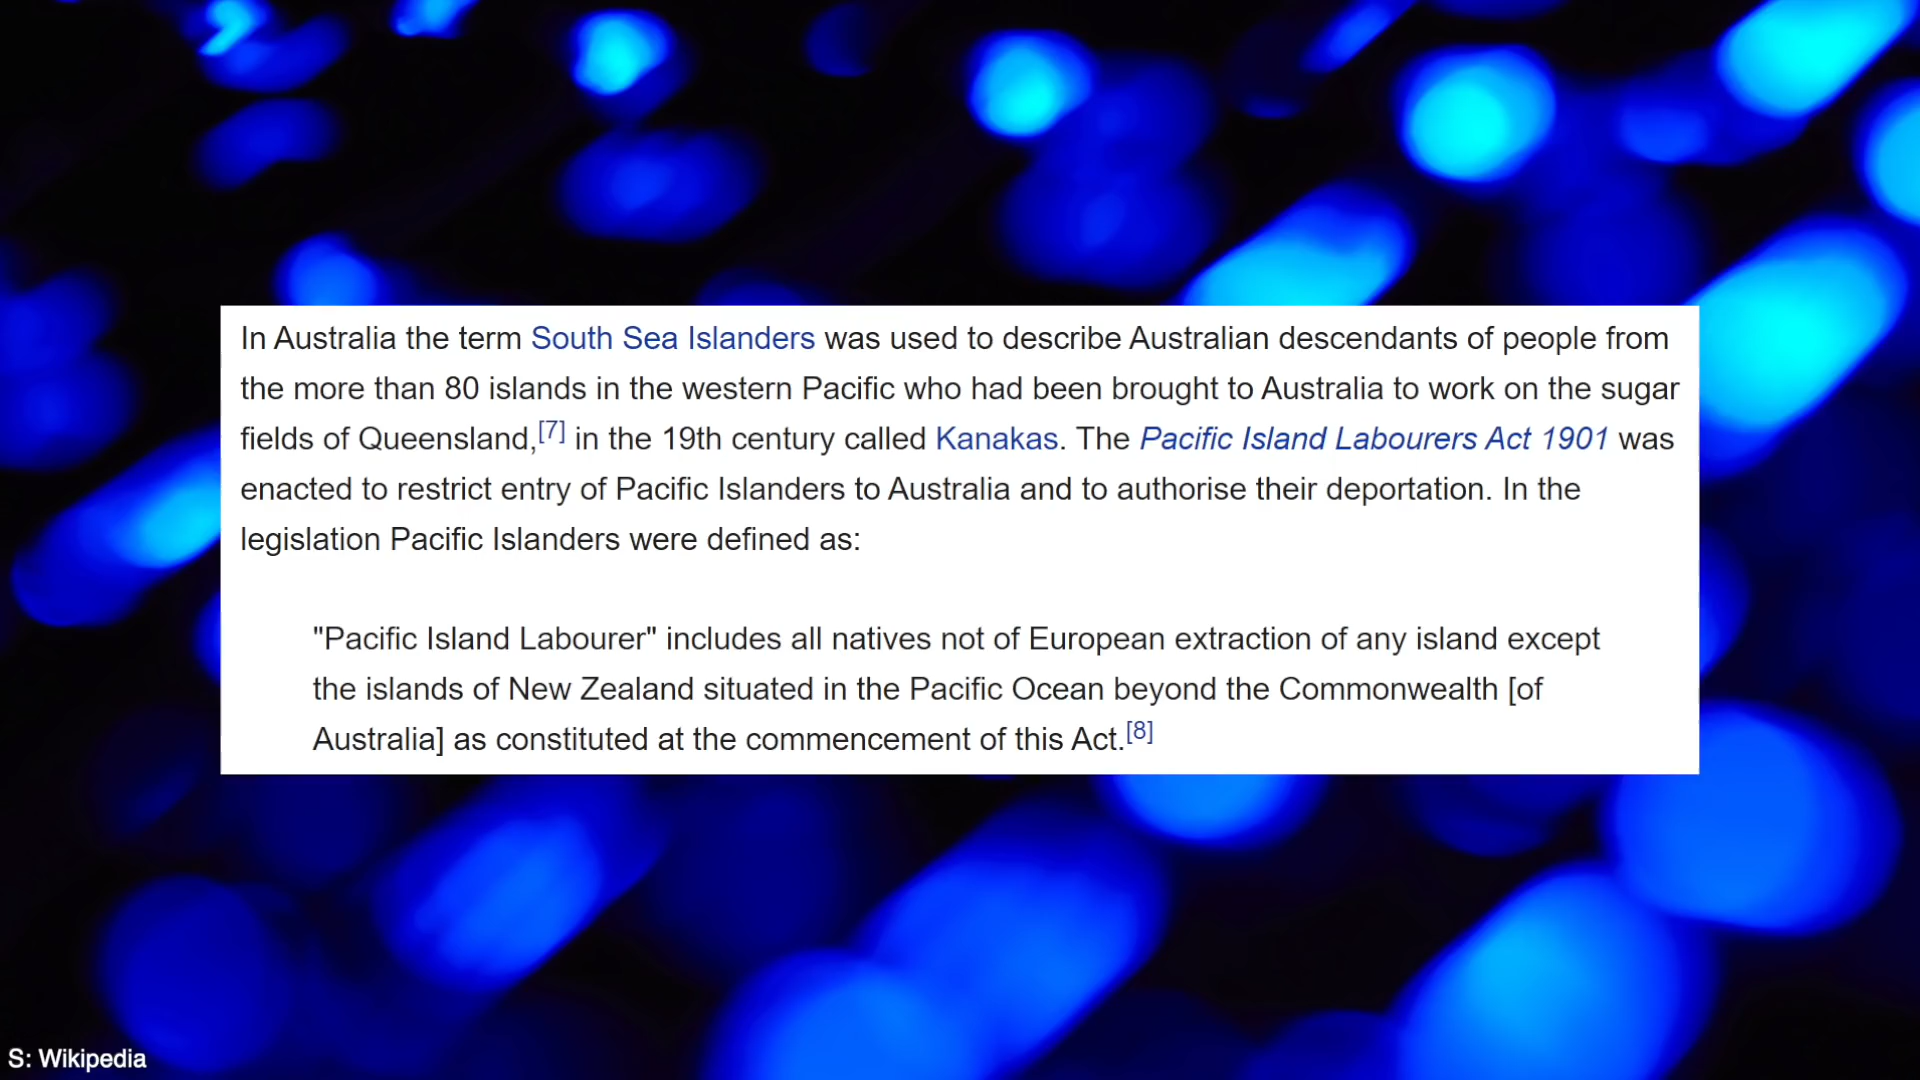 In Australia the term South Sea Islanders was used to describe Australian descendants of people from
the more than 80 islands in the western Pacific who had been brought to Australia to work on the sugar
fields of Queensland,[7] in the 19th century called Kanakas. The Pacific Island Labourers Act 1901 was
enacted to restrict entry of Pacific Islanders to Australia and to authorise their deportation. In the
legislation Pacific Islanders were defined as:
"Pacific Island Labourer" includes all natives not of European extraction of any island except
the islands of New Zealand situated in the Pacific Ocean beyond the Commonwealth [of
Australia] as constituted at the commencement of this Act.[8]
S: Wikipedia